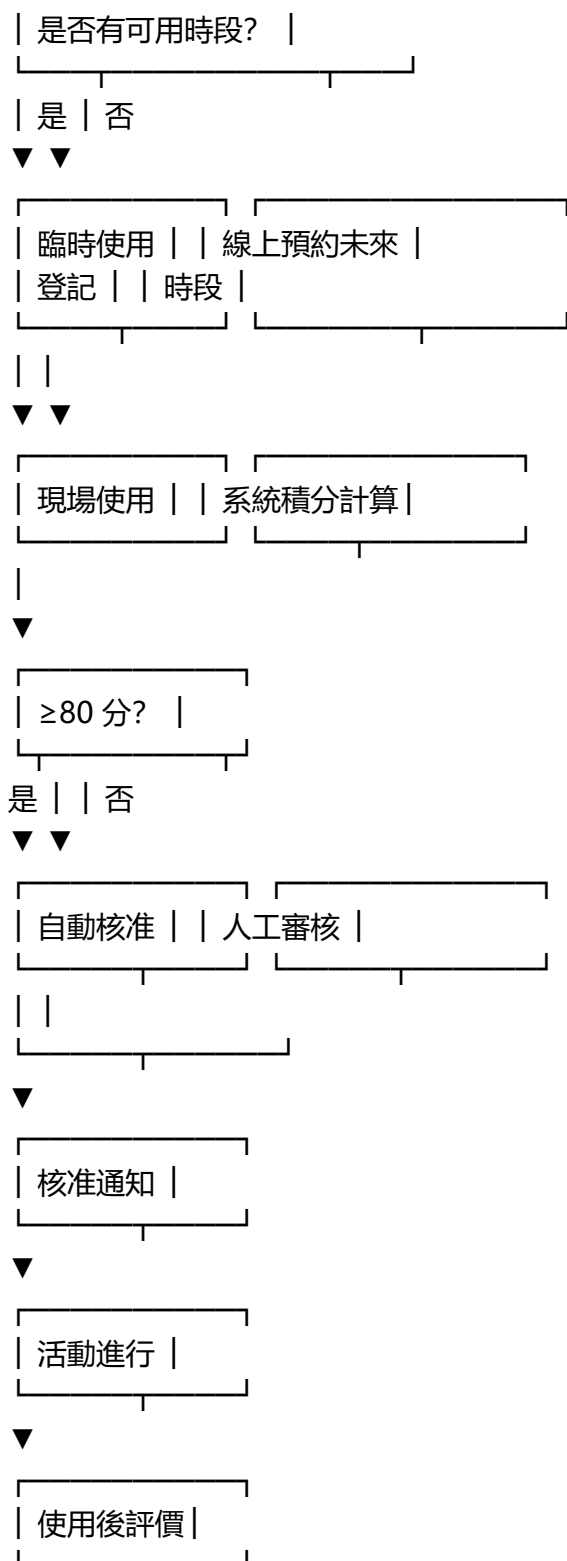 │ 是否有可用時段？ │
└────┬───────────┬────┘
│ 是 │ 否
▼ ▼
┌──────────┐ ┌────────────────┐
│ 臨時使用 │ │ 線上預約未來 │
│ 登記 │ │ 時段 │
└─────┬────┘ └────────┬───────┘
│ │
▼ ▼
┌──────────┐ ┌──────────────┐
│ 現場使用 │ │ 系統積分計算│
└──────────┘ └─────┬────────┘
│
▼
┌───────────┐
│ ≥80 分？ │
└┬─────────┬┘
是 │ │ 否
▼ ▼
┌───────────┐ ┌──────────────┐
│ 自動核准 │ │ 人工審核 │
└──────┬────┘ └──────┬───────┘
│ │
└──────┬───────┘
▼
┌───────────┐
│ 核准通知 │
└──────┬────┘
▼
┌───────────┐
│ 活動進行 │
└──────┬────┘
▼
┌───────────┐
│ 使用後評價│
└───────────┘